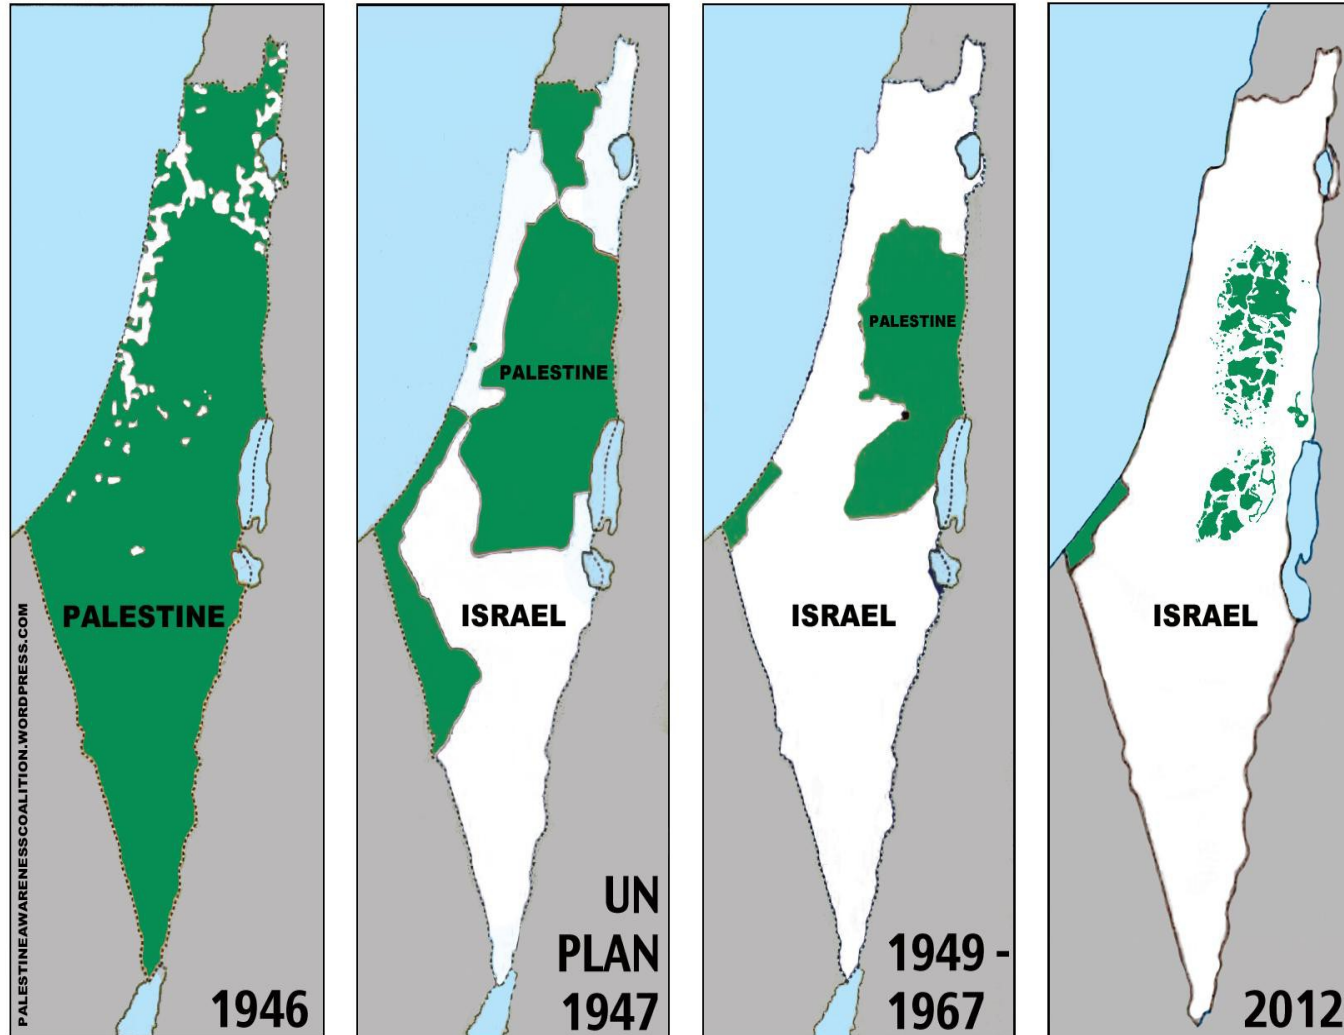 PALESTINEAWARENESSCOALITION.WORDPRESS.COM
PALESTINE
1946
PALESTINE
ISRAEL
UN
PLAN
1947
PALESTINE
ISRAEL
1949 -
1967
ISRAEL
2012